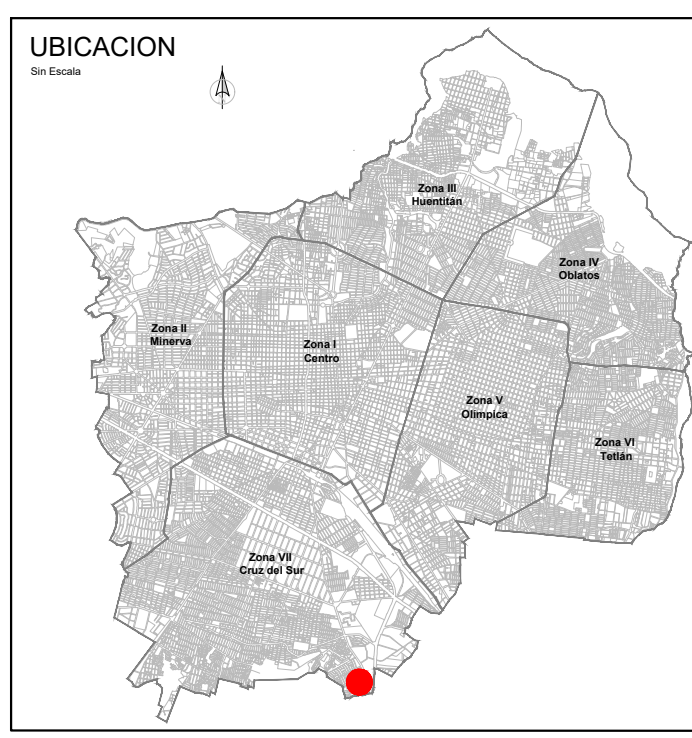 UBICACION
Sin Escala
Zona III
Huentitán
Zona IV
Oblatos
Zona II
Minerva
Zona I
Centro
Zona V
Olimpica
Zona VI
Tetlán
Zona VII
Cruz del Sur